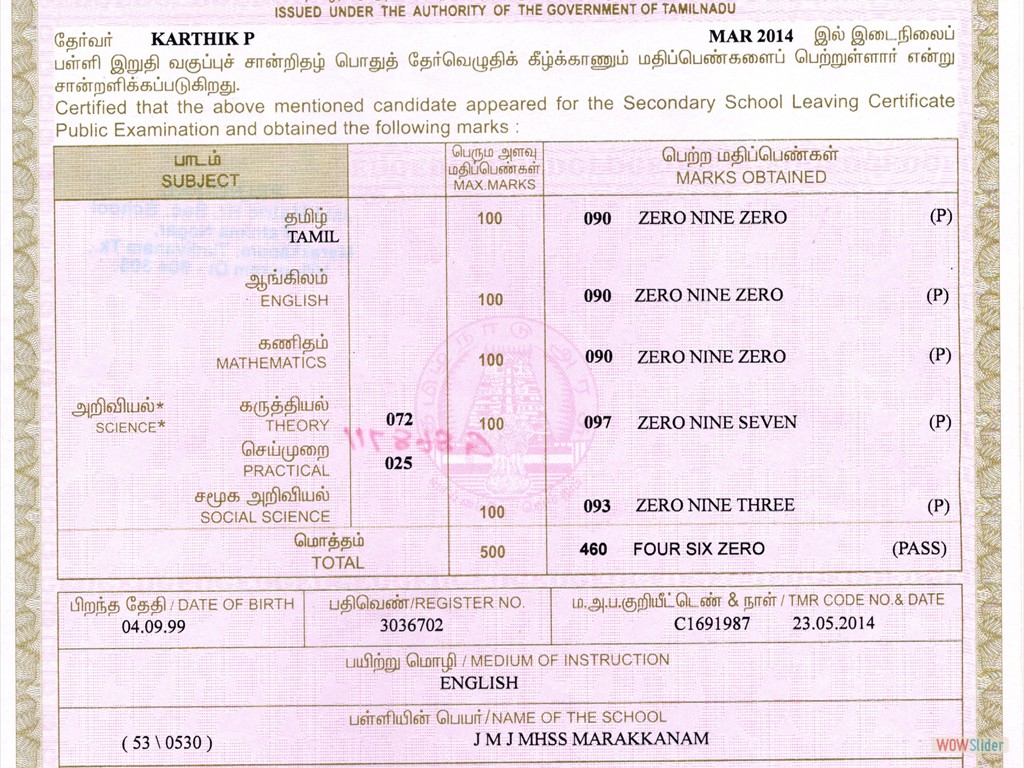 ISSUED UNDER THE AUTHORITY OF THE GOVERNMENT OF TAMILNADU
தேர்வர் KARTHIK P MAR 2014 இல் இடைநிலைப்
பள்ளி இறுதி வகுப்புச் சான்றிதழ் பொதுத் தேர்வெழுதிக் கீழ்க்காணும் மதிப்பெண்களைப் பெற்றுள்ளார் என்று
சான்றளிக்கப்படுகிறது.
Certified that the above mentioned candidate appeared for the Secondary School Leaving Certificate
Public Examination and obtained the following marks :
பாடம் பெரும அளவு மதிப்பெண்கள் பெற்ற மதிப்பெண்கள்
SUBJECT MAX.MARKS MARKS OBTAINED
தமிழ் 100 090 ZERO NINE ZERO (P)
TAMIL
ஆங்கிலம்
ENGLISH 100 090 ZERO NINE ZERO (P)
கணிதம்
MATHEMATICS 100 090 ZERO NINE ZERO (P)
அறிவியல்* கருத்தியல்
SCIENCE* THEORY 072 100 097 ZERO NINE SEVEN (P)
செய்முறை
PRACTICAL 025
சமூக அறிவியல்
SOCIAL SCIENCE 100 093 ZERO NINE THREE (P)
மொத்தம்
TOTAL 500 460 FOUR SIX ZERO (PASS)
பிறந்த தேதி / DATE OF BIRTH பதிவெண்/REGISTER NO. ம.அ.ப.குறியீட்டெண் & நாள் / TMR CODE NO.& DATE
04.09.99 3036702 C1691987 23.05.2014
பயிற்று மொழி / MEDIUM OF INSTRUCTION
ENGLISH
பள்ளியின் பெயர்/NAME OF THE SCHOOL
( 53 \ 0530 ) J M J MHSS MARAKKANAM
WOWSlider